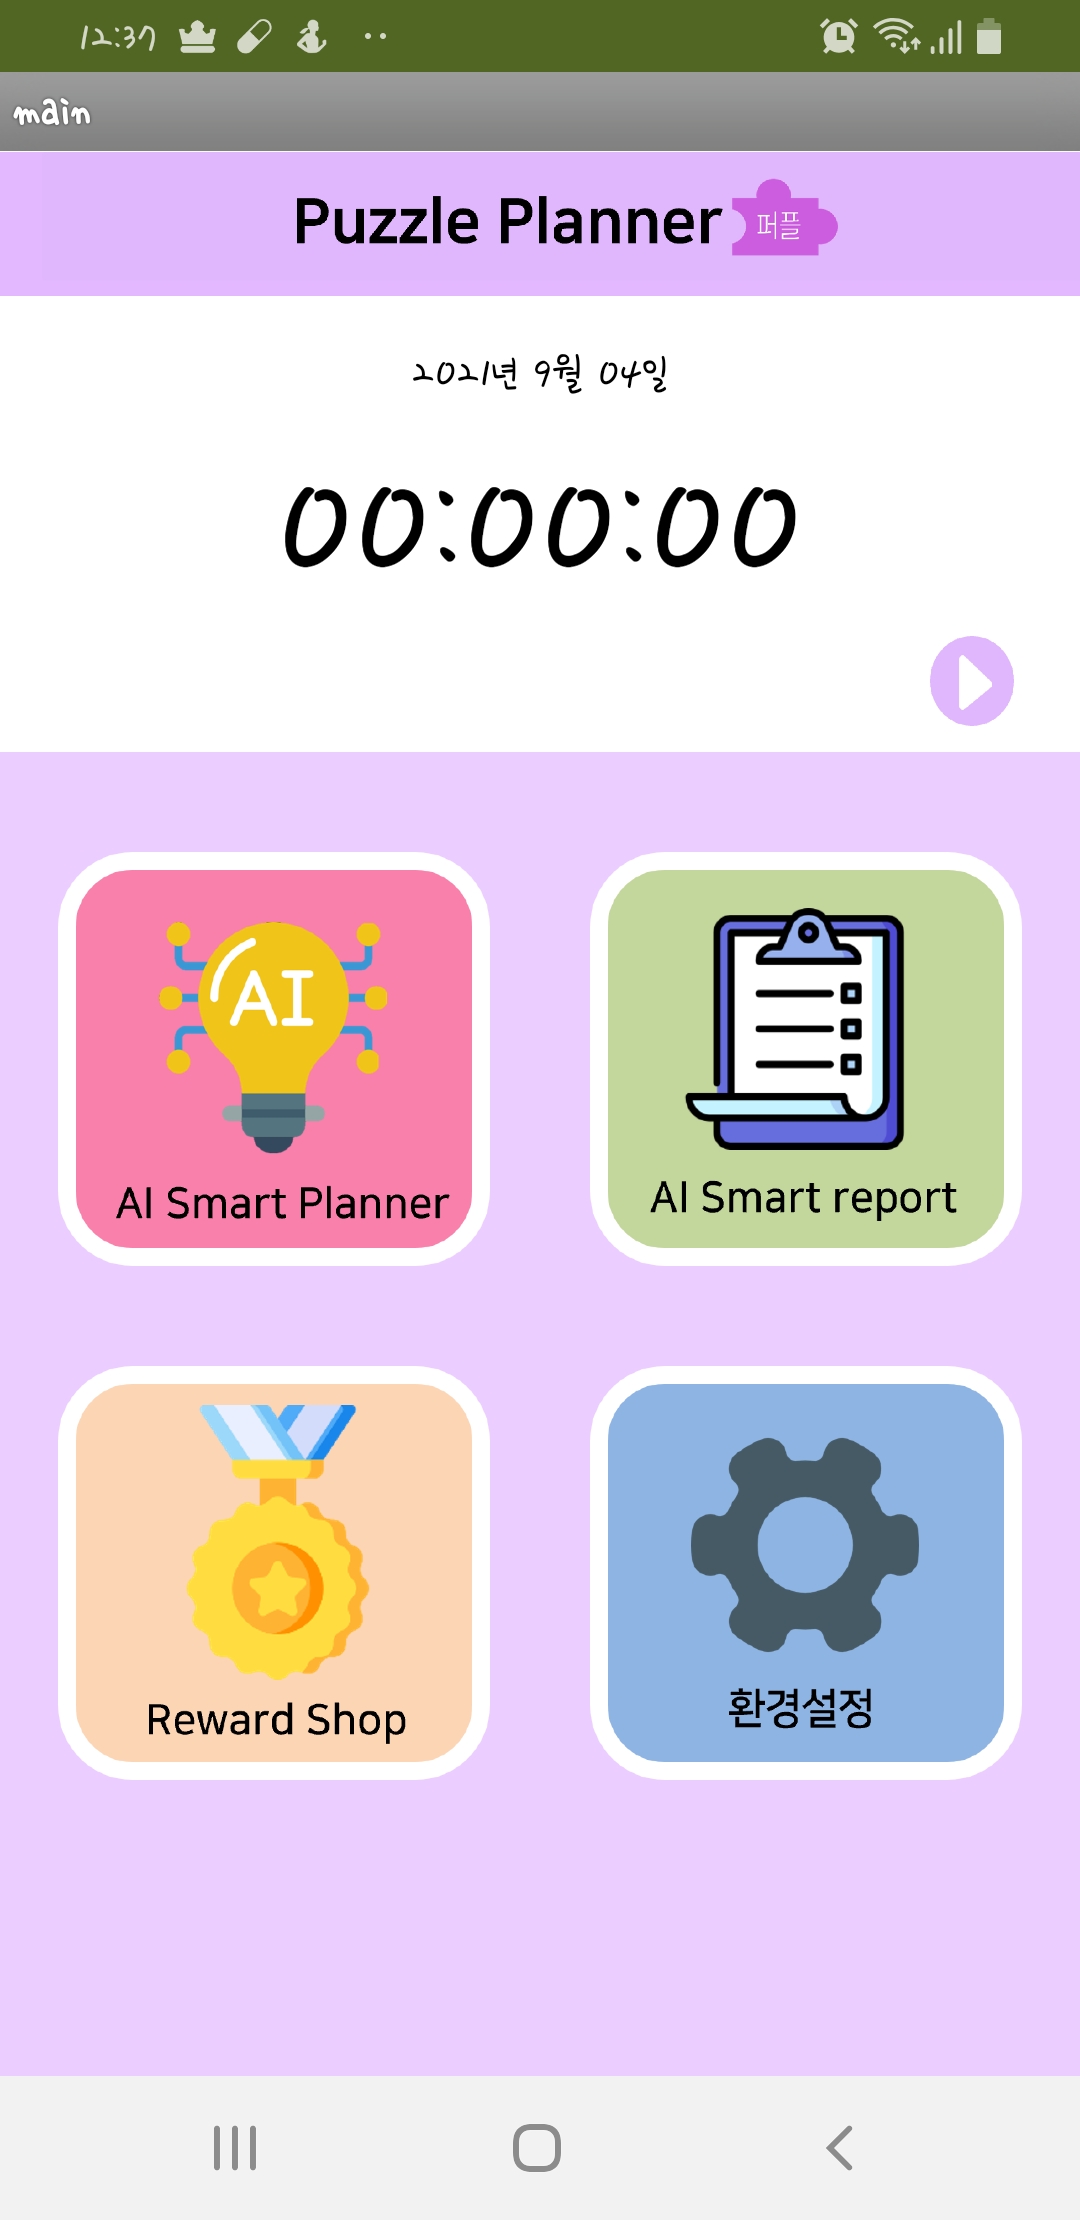 12:37
main
Puzzle Planner 퍼플
2021년 9월 04일
00:00:00
AI
AI Smart Planner
AI Smart report
Reward Shop
환경설정